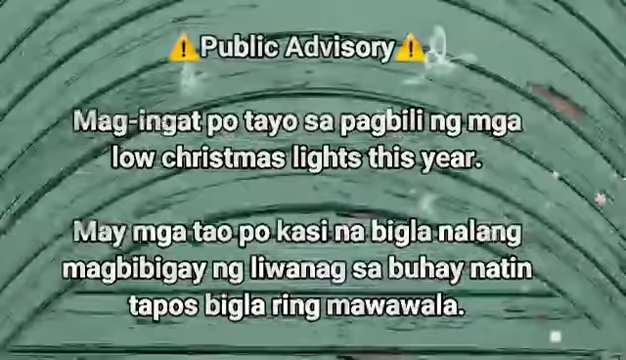 ⚠️Public Advisory⚠️
Mag-ingat po tayo sa pagbili ng mga
low christmas lights this year.
May mga tao po kasi na bigla nalang
magbibigay ng liwanag sa buhay natin
tapos bigla ring mawawala.